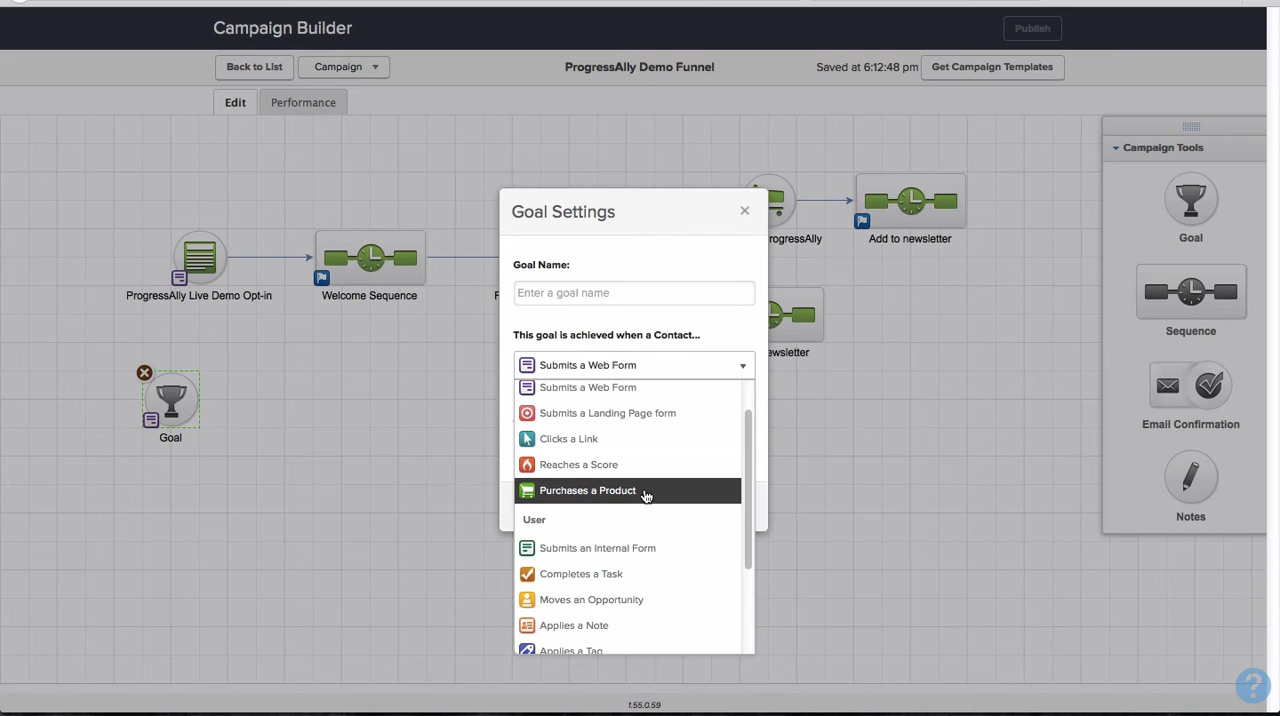 Campaign Builder
Publish
Back to List
Campaign
ProgressAlly Demo Funnel
Saved at 6:12:48 pm
Get Campaign Templates
Edit
Performance
Campaign Tools
Goal Settings
Goal Name:
Enter a goal name
This goal is achieved when a Contact...
Submits a Web Form
Submits a Web Form
Submits a Landing Page form
Clicks a Link
Reaches a Score
Purchases a Product
User
Submits an Internal Form
Completes a Task
Moves an Opportunity
Applies a Note
Applies a Tag
ProgressAlly Live Demo Opt-in
Welcome Sequence
rogressAlly
Add to newsletter
ewsletter
Goal
Goal
Sequence
Email Confirmation
Notes
?
1.55.0.59